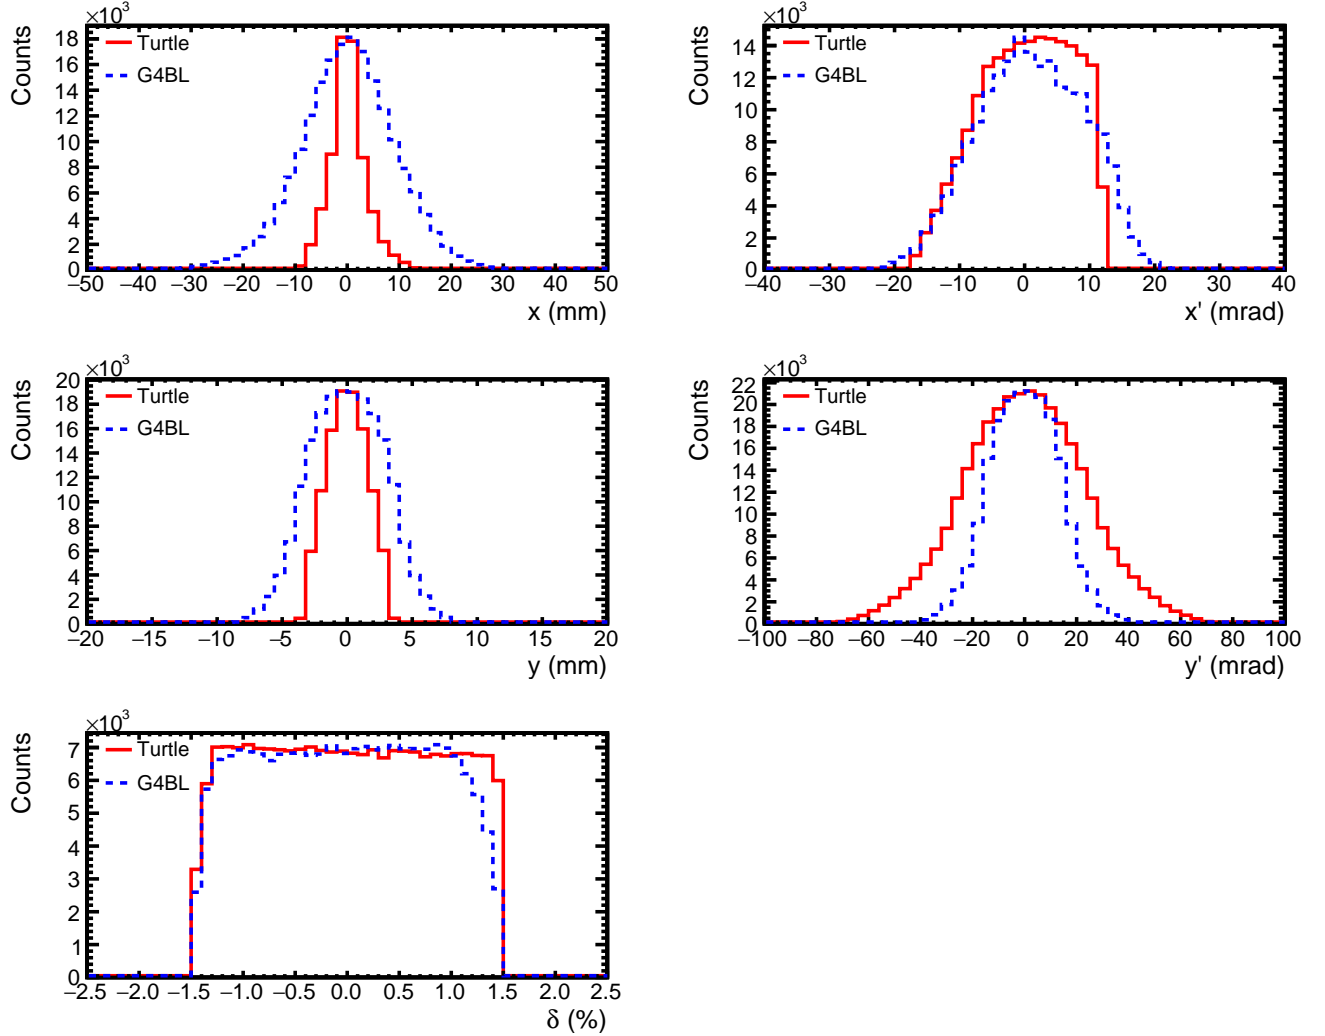 ×10³
Counts
18
16
14
12
10
8
6
4
2
0
Turtle
G4BL
−50 −40 −30 −20 −10 0 10 20 30 40 50
x (mm)
×10³
Counts
14
12
10
8
6
4
2
0
Turtle
G4BL
−40 −30 −20 −10 0 10 20 30 40
x' (mrad)
×10³
Counts
20
18
16
14
12
10
8
6
4
2
0
Turtle
G4BL
−20 −15 −10 −5 0 5 10 15 20
y (mm)
×10³
Counts
22
20
18
16
14
12
10
8
6
4
2
0
Turtle
G4BL
−100 −80 −60 −40 −20 0 20 40 60 80 100
y' (mrad)
×10³
Counts
7
6
5
4
3
2
1
0
Turtle
G4BL
−2.5 −2.0 −1.5 −1.0 −0.5 0.0 0.5 1.0 1.5 2.0 2.5
δ (%)